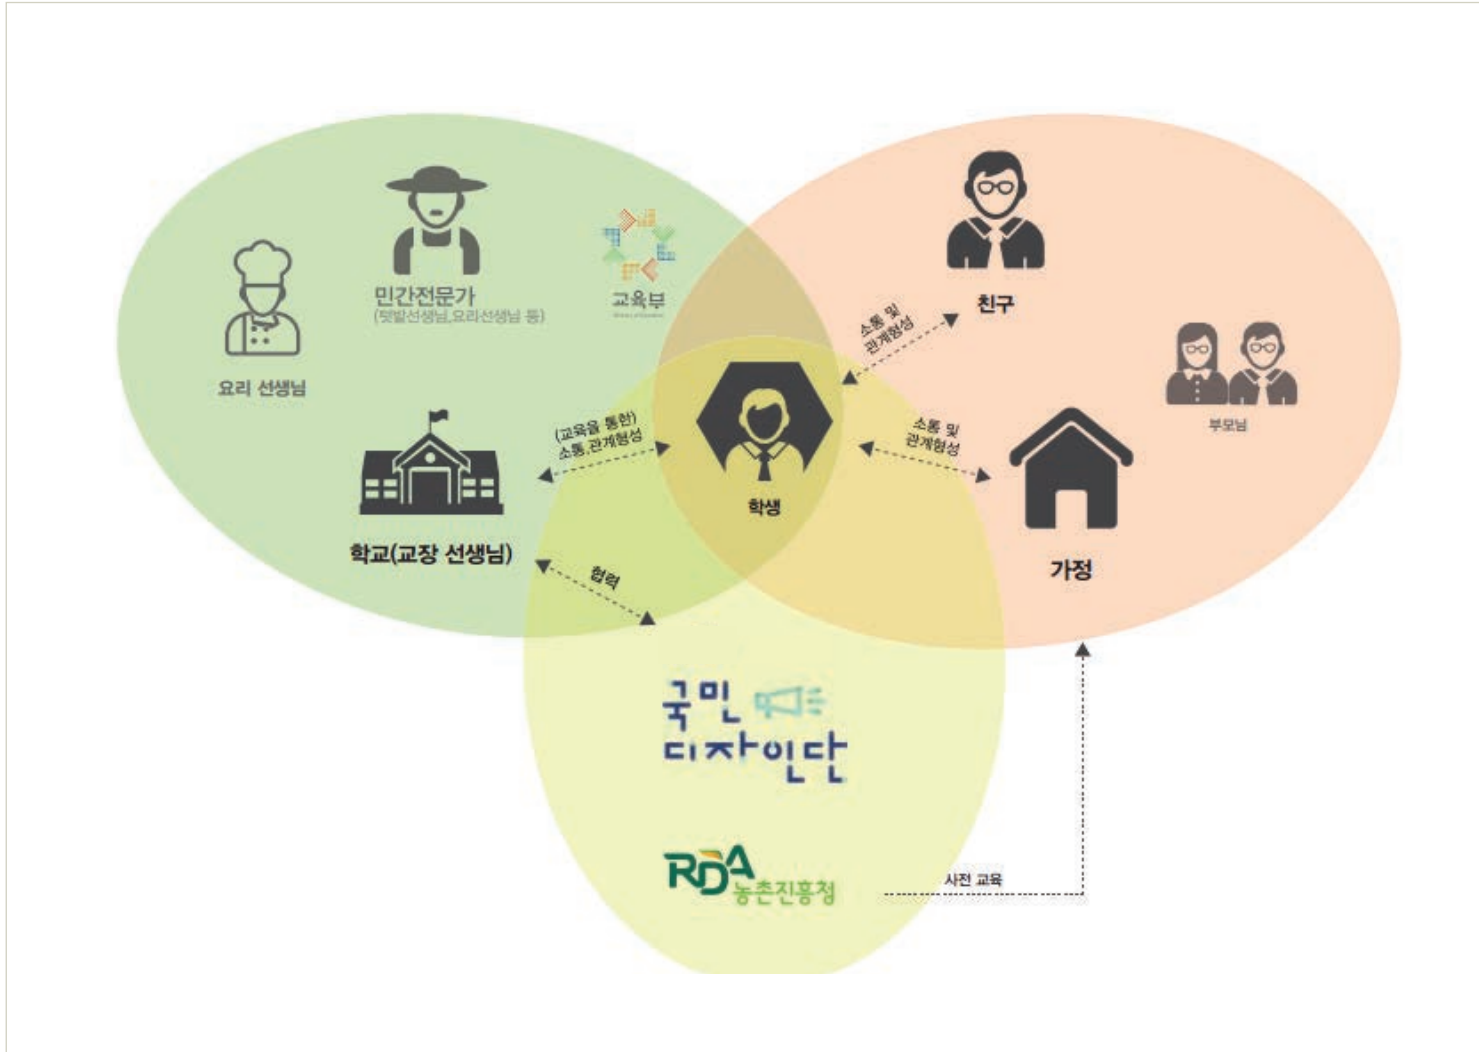 민간전문가
(텃밭선생님,요리선생님 등)
교육부
요리 선생님
친구
소통 및
관계형성
부모님
(교육을 통한)
소통,관계형성
소통 및
관계형성
학생
학교(교장 선생님)
가정
협력
국민
디자인단
RDA
농촌진흥청
사전 교육